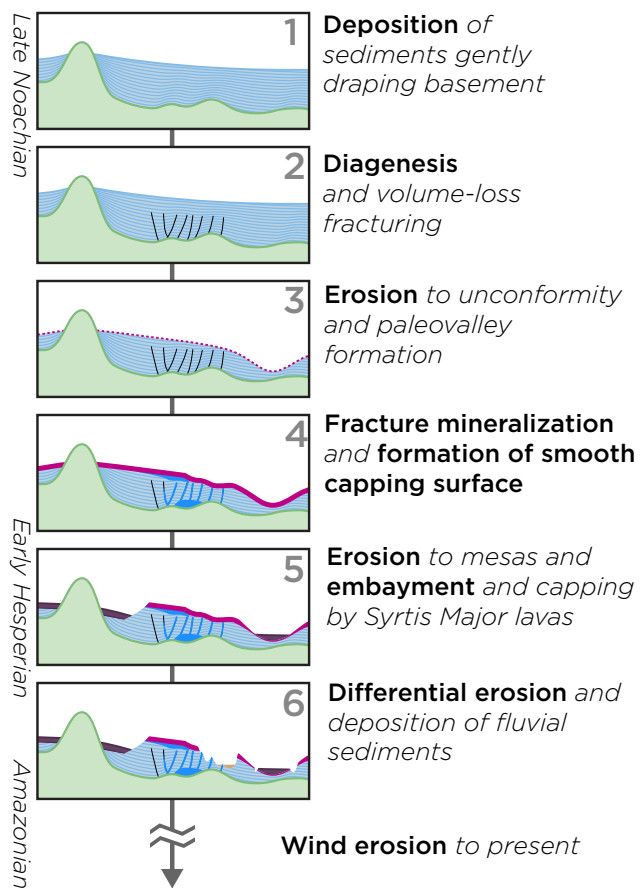 Late Noachian
1
Deposition of
sediments gently
draping basement
2
Diagenesis
and volume-loss
fracturing
3
Erosion to unconformity
and paleovalley
formation
4
Fracture mineralization
and formation of smooth
capping surface
Early Hesperian
5
Erosion to mesas and
embayment and capping
by Syrtis Major lavas
6
Differential erosion and
deposition of fluvial
sediments
Amazonian
Wind erosion to present